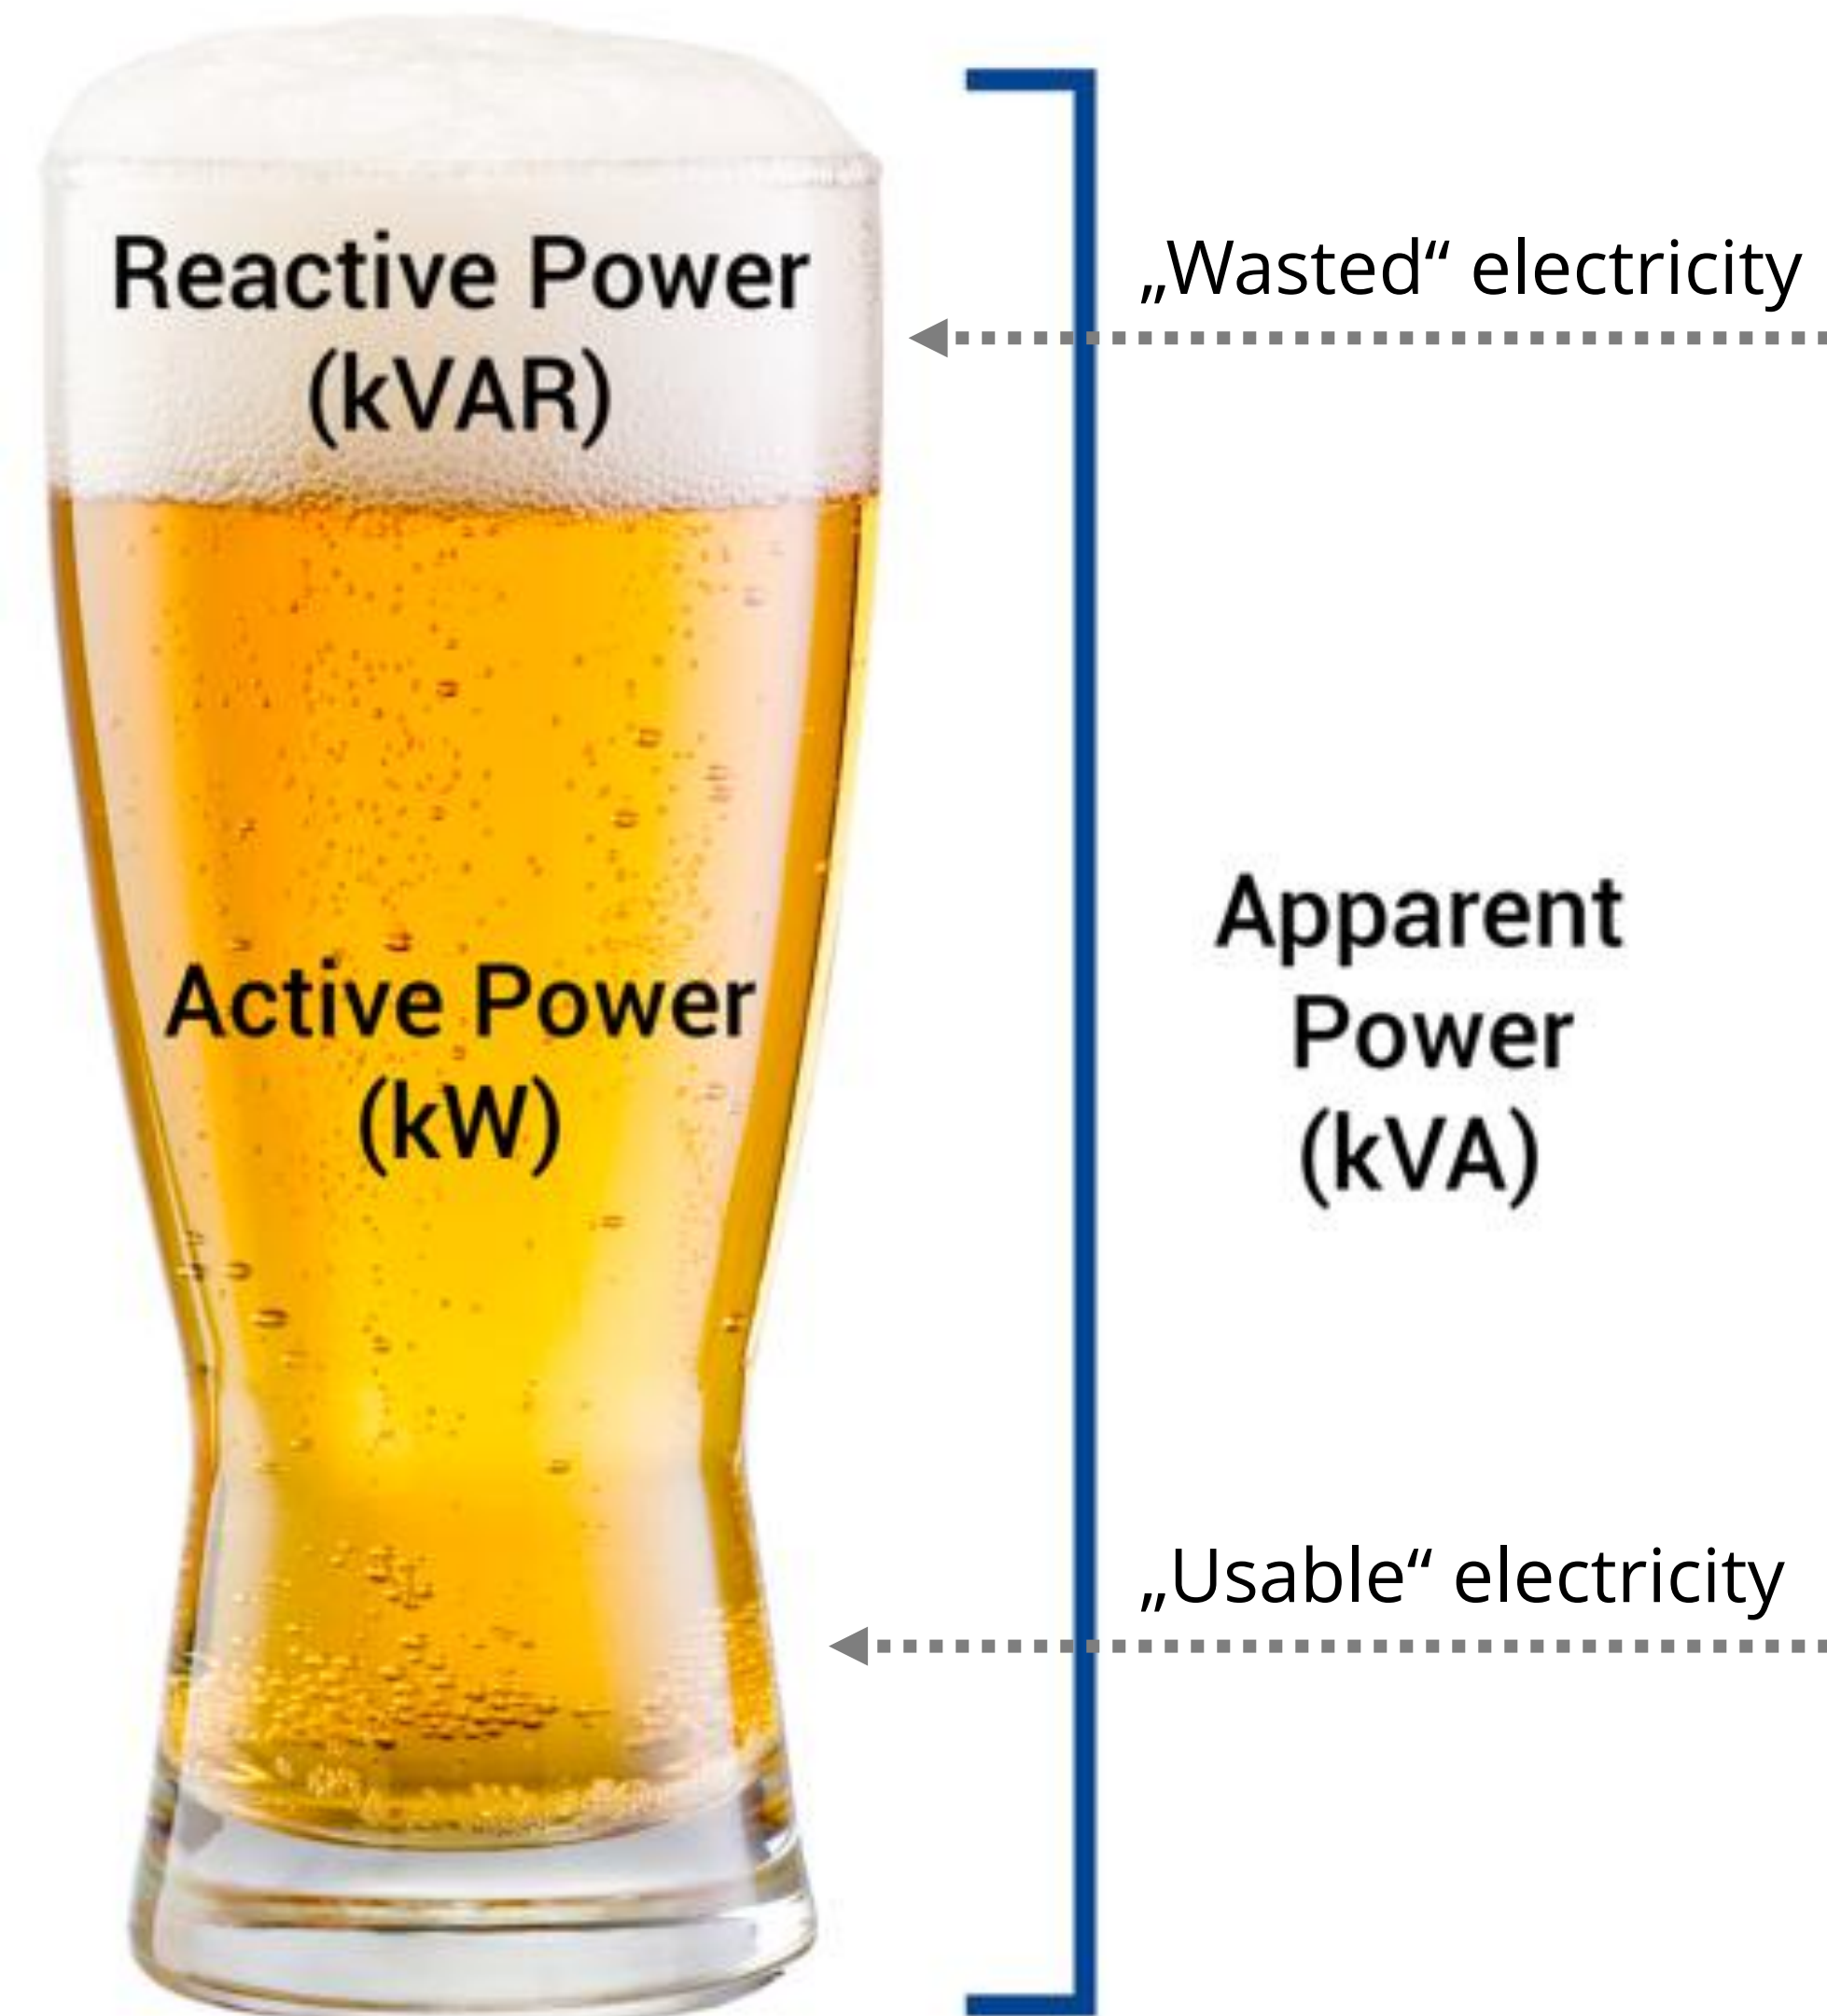 Reactive Power
(kVAR)
„Wasted“ electricity
Active Power
(kW)
Apparent
Power
(kVA)
„Usable“ electricity